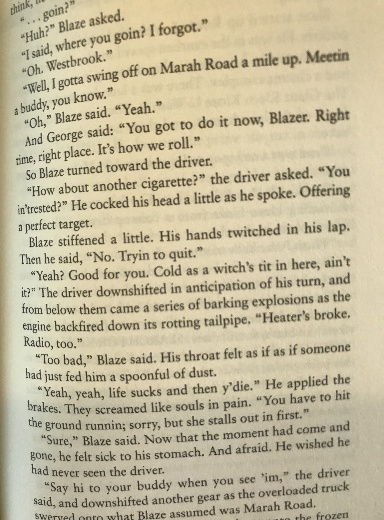 think,
". . . goin?"
"Huh?" Blaze asked.
"I said, where you goin? I forgot."
"Oh. Westbrook."
"Well, I gotta swing off on Marah Road a mile up. Meetin
a buddy, you know."
"Oh," Blaze said. "Yeah."
And George said: "You got to do it now, Blazer. Right
time, right place. It's how we roll."
So Blaze turned toward the driver.
"How about another cigarette?" the driver asked. "You
in'trested?" He cocked his head a little as he spoke. Offering
a perfect target.
Blaze stiffened a little. His hands twitched in his lap.
Then he said, "No. Tryin to quit."
"Yeah? Good for you. Cold as a witch's tit in here, ain't
it?" The driver downshifted in anticipation of his turn, and
from below them came a series of barking explosions as the
engine backfired down its rotting tailpipe. "Heater's broke.
Radio, too."
"Too bad," Blaze said. His throat felt as if as if someone
had just fed him a spoonful of dust.
"Yeah, yeah, life sucks and then y'die." He applied the
brakes. They screamed like souls in pain. "You have to hit
the ground runnin; sorry, but she stalls out in first."
"Sure," Blaze said. Now that the moment had come and
gone, he felt sick to his stomach. And afraid. He wished he
had never seen the driver.
"Say hi to your buddy when you see 'im," the driver
said, and downshifted another gear as the overloaded truck
swerved onto what Blaze assumed was Marah Road.
the frozen